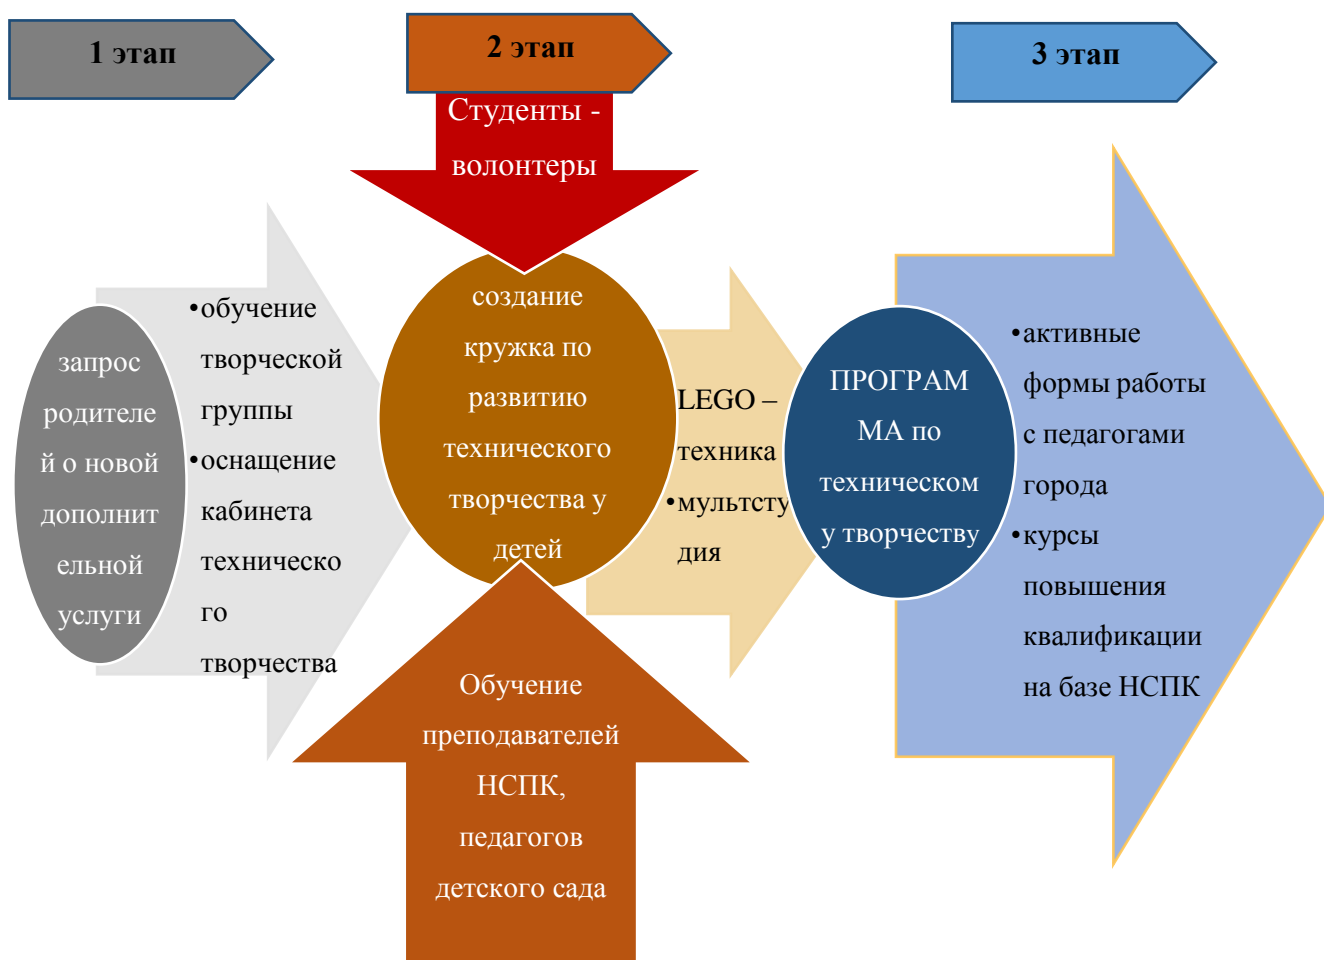 1 этап
2 этап
3 этап
Студенты -
волонтеры
запрос
родителе
й о новой
дополнит
ельной
услуги
•обучение
творческой
группы
•оснащение
кабинета
техническо
го
творчества
создание
кружка по
развитию
технического
творчества у
детей
LEGO –
техника
•мультсту
дия
Обучение
преподавателей
НСПК,
педагогов
детского сада
ПРОГРАМ
МА по
техническом
у творчеству
•активные
формы работы
с педагогами
города
•курсы
повышения
квалификации
на базе НСПК